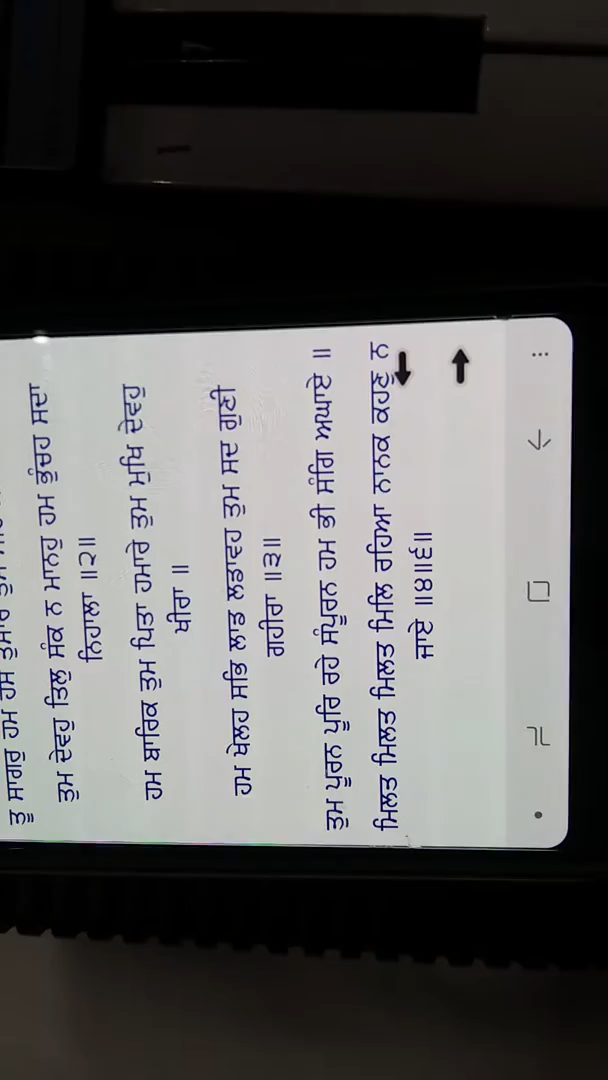 ਤੂ ਸਾਗਰੁ ਹਮ ਹੰਸ ਤੁਮਾਰੇ ਤੁਮ
ਤੁਮ ਦੇਵਹੁ ਤਿਲੁ ਸੰਕ ਨ ਮਾਨਹੁ ਹਮ ਭੁੰਚਹ ਸਦਾ
ਨਿਹਾਲਾ ॥੨॥
ਹਮ ਬਾਰਿਕ ਤੁਮ ਪਿਤਾ ਹਮਾਰੇ ਤੁਮ ਮੁਖਿ ਦੇਵਹੁ
ਖੀਰਾ ॥
ਹਮ ਖੇਲਹ ਸਭਿ ਲਾਡ ਲਡਾਵਹ ਤੁਮ ਸਦ ਗੁਣੀ
ਗਹੀਰਾ ॥੩॥
ਤੁਮ ਪੂਰਨ ਪੂਰਿ ਰਹੇ ਸੰਪੂਰਨ ਹਮ ਭੀ ਸੰਗਿ ਅਘਾਏ ॥
ਮਿਲਤ ਮਿਲਤ ਮਿਲਤ ਮਿਲਿ ਰਹਿਆ ਨਾਨਕ ਕਹਣੁ ਨ
ਜਾਏ ॥੪॥੬॥